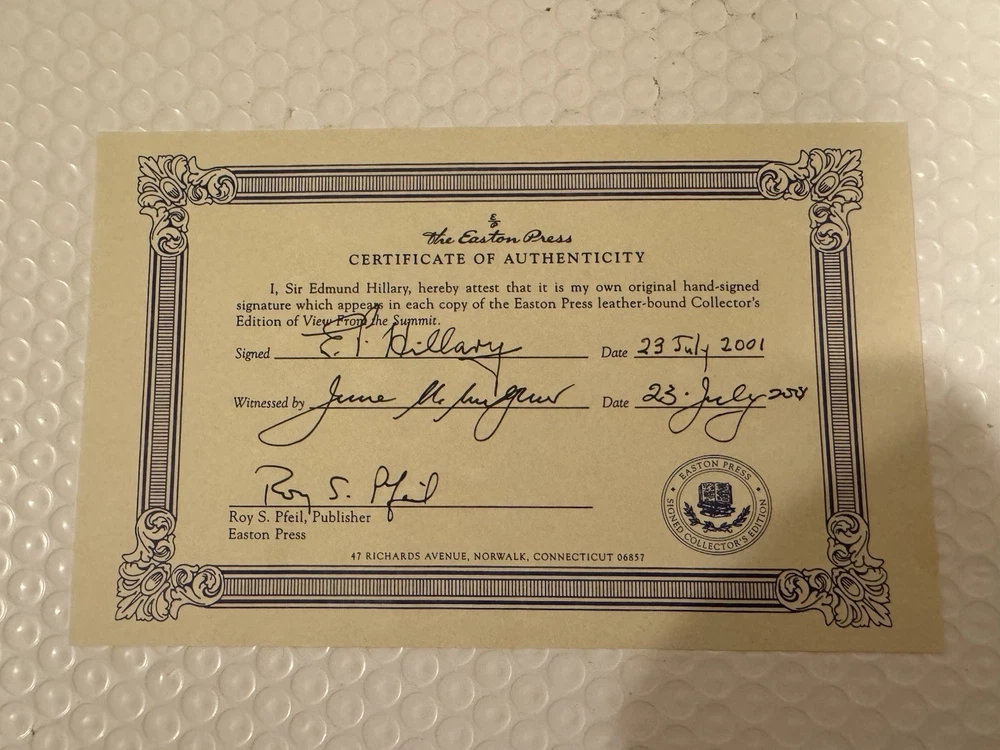 E/P
the Easton Press
CERTIFICATE OF AUTHENTICITY
I, Sir Edmund Hillary, hereby attest that it is my own original hand-signed
signature which appears in each copy of the Easton Press leather-bound Collector's
Edition of View From the Summit.
Signed E. P. Hillary Date 23 July 2001
Witnessed by June Date 23. July 2001
Roy S. Pfeil
Roy S. Pfeil, Publisher
Easton Press
EASTON PRESS
SIGNED COLLECTOR'S EDITION
47 RICHARDS AVENUE, NORWALK, CONNECTICUT 06857